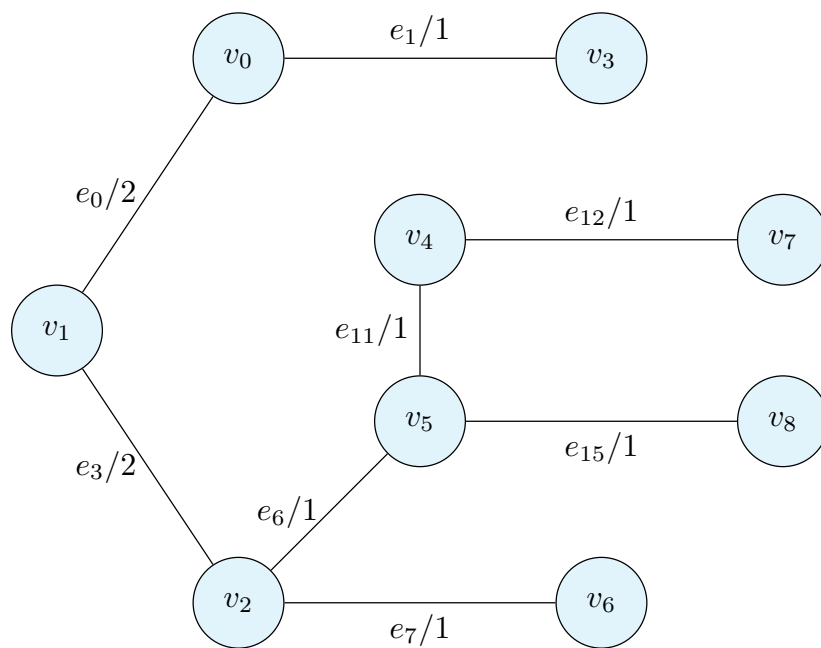 e₁/1
v₀
v₃
e₀/2
e₁₂/1
v₄
v₇
v₁
e₁₁/1
v₅
v₈
e₁₅/1
e₃/2
e₆/1
v₂
v₆
e₇/1